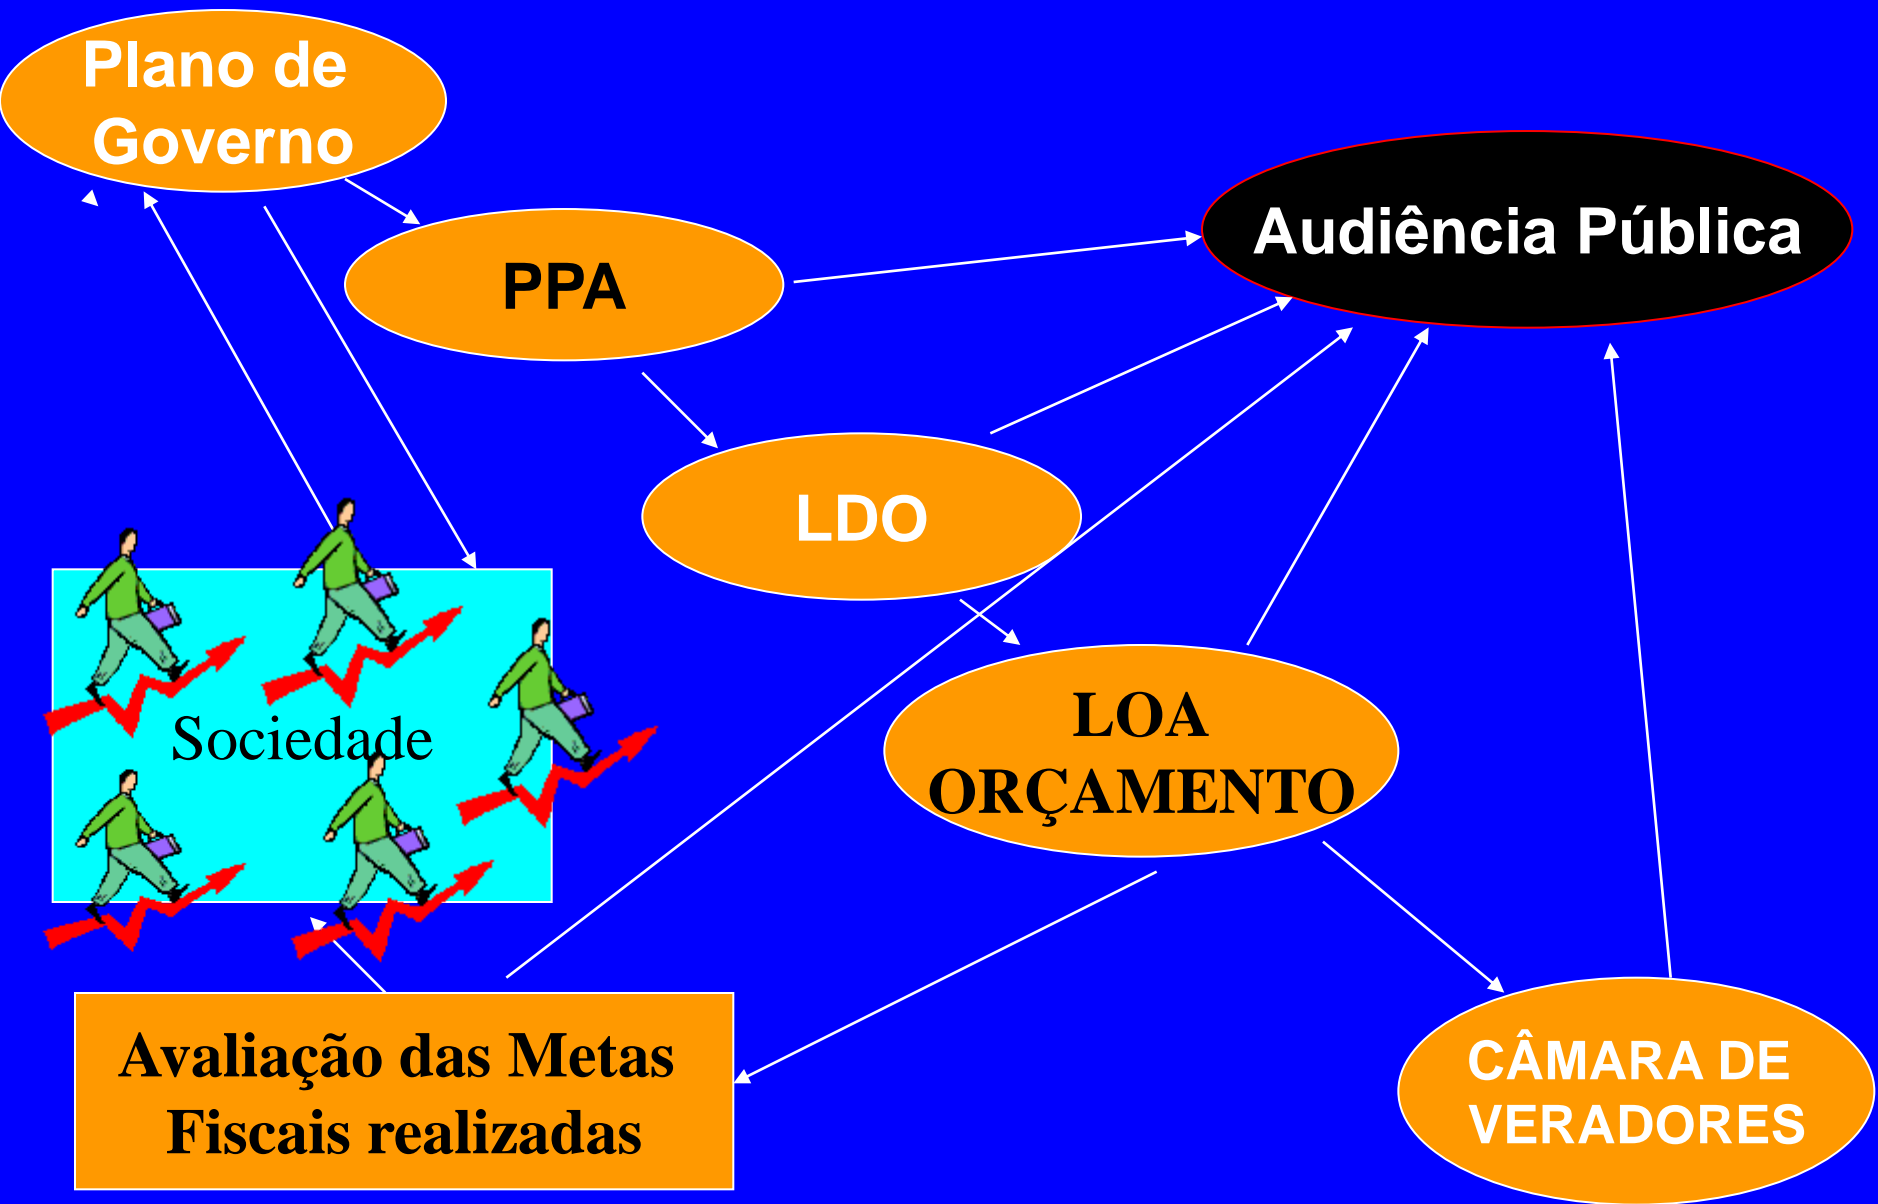 Plano de
Governo
Audiência Pública
PPA
LDO
LOA
ORÇAMENTO
Sociedade
Avaliação das Metas
Fiscais realizadas
CÂMARA DE
VERADORES